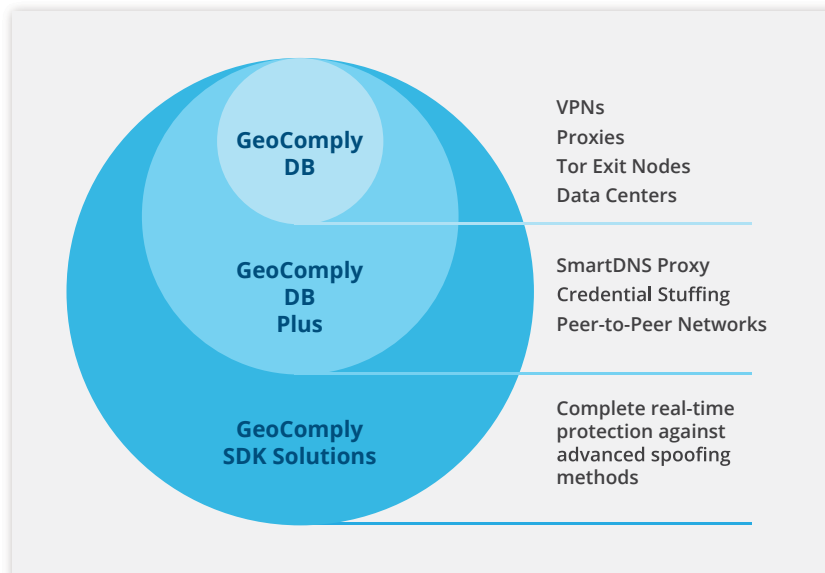 GeoComply
DB
VPNs
Proxies
Tor Exit Nodes
Data Centers
GeoComply
DB
Plus
SmartDNS Proxy
Credential Stuffing
Peer-to-Peer Networks
GeoComply
SDK Solutions
Complete real-time
protection against
advanced spoofing
methods